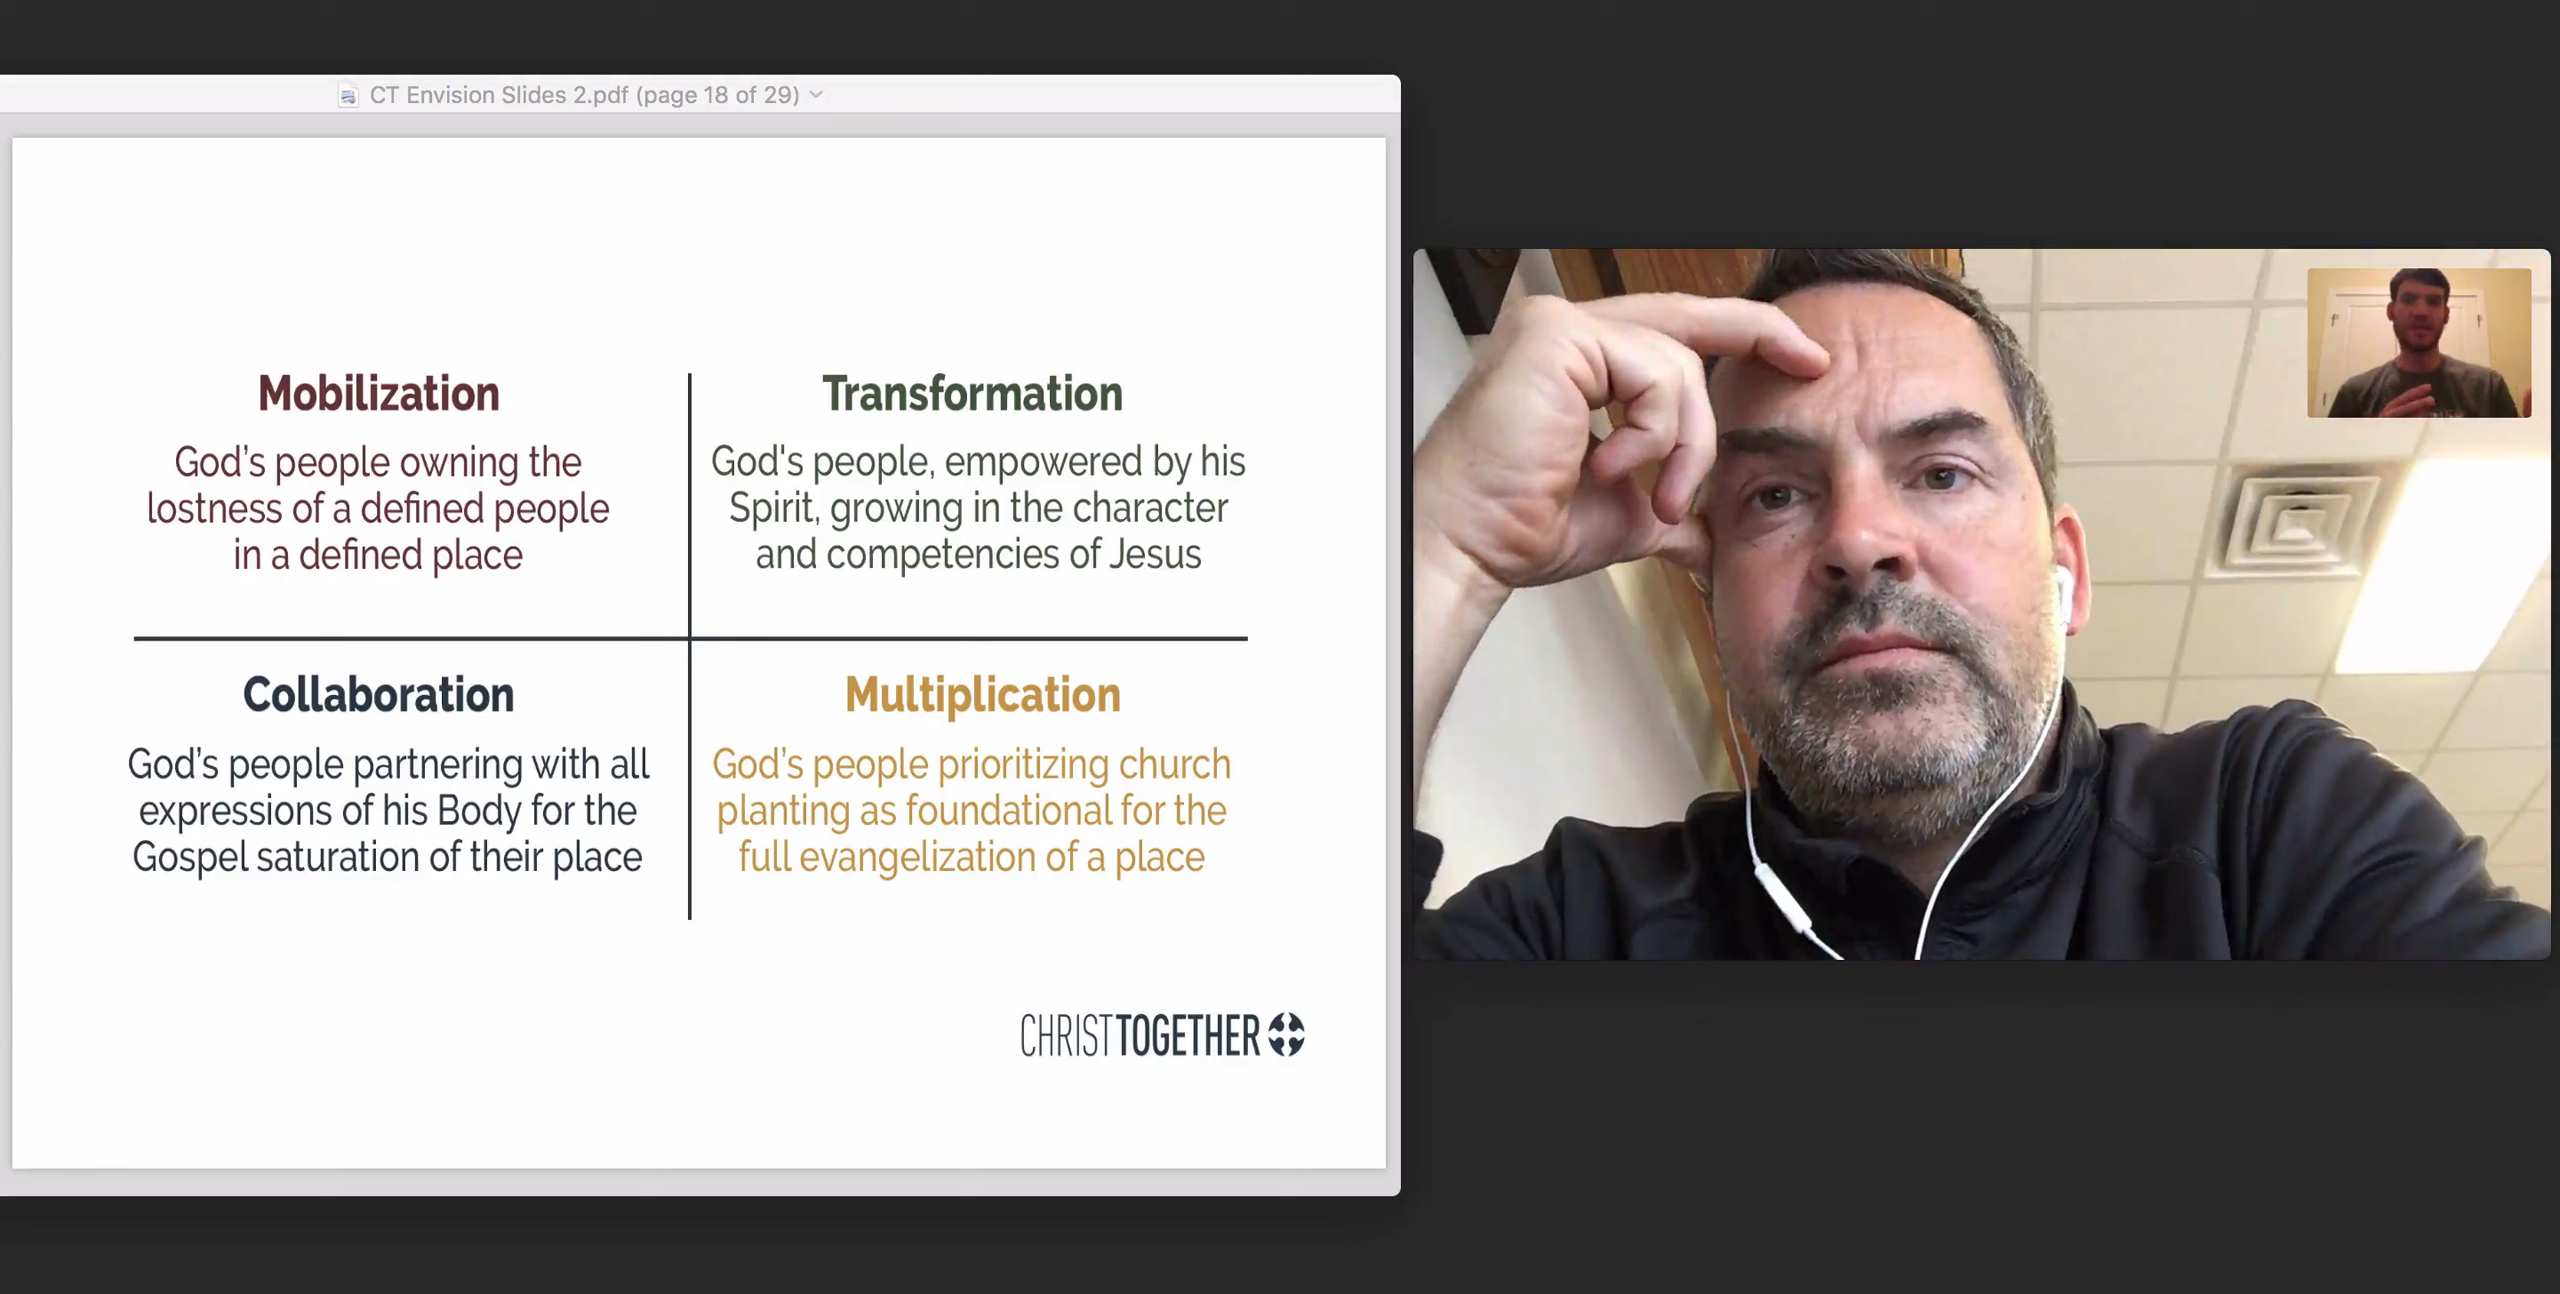 CT Envision Slides 2.pdf (page 18 of 29)
Mobilization
God’s people owning the
lostness of a defined people
in a defined place
Transformation
God's people, empowered by his
Spirit, growing in the character
and competencies of Jesus
Collaboration
God’s people partnering with all
expressions of his Body for the
Gospel saturation of their place
Multiplication
God’s people prioritizing church
planting as foundational for the
full evangelization of a place
CHRISTTOGETHER